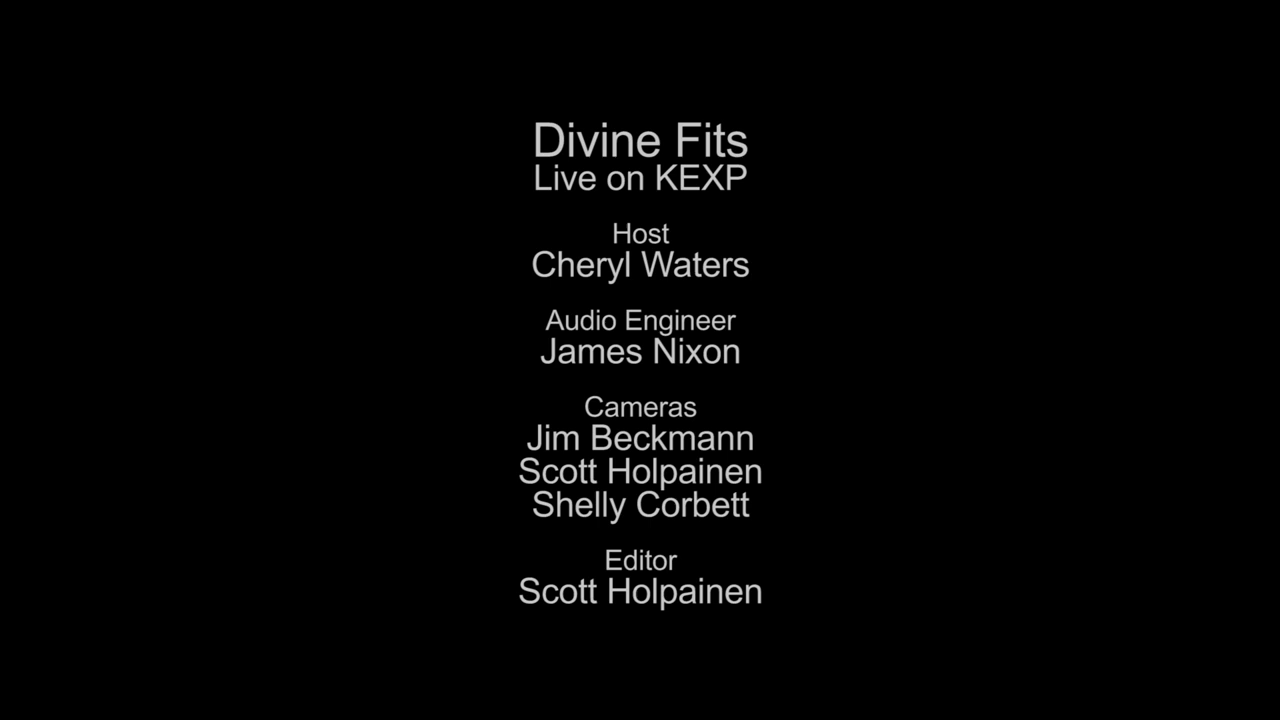 Divine Fits
Live on KEXP
Host
Cheryl Waters
Audio Engineer
James Nixon
Cameras
Jim Beckmann
Scott Holpainen
Shelly Corbett
Editor
Scott Holpainen